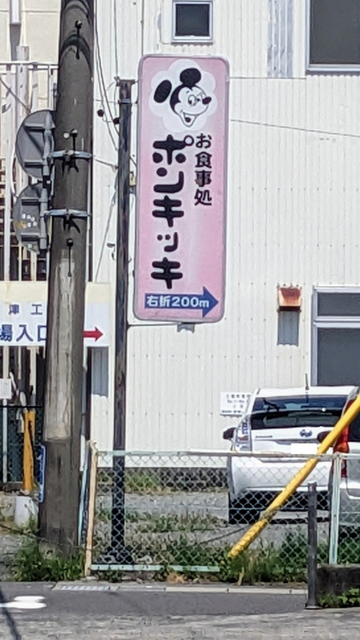 お食事処
ポンキッキ
右折200m
津工
場入口